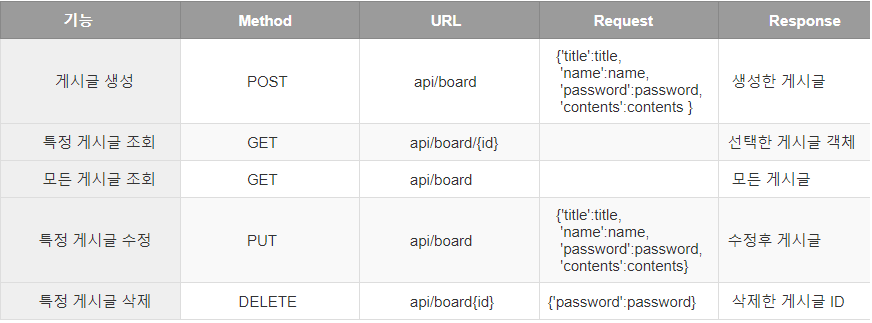 기능 Method URL Request Response
게시글 생성 POST api/board {'title':title,
'name':name,
'password':password,
'contents':contents } 생성한 게시글
특정 게시글 조회 GET api/board/{id} 선택한 게시글 객체
모든 게시글 조회 GET api/board 모든 게시글
특정 게시글 수정 PUT api/board {'title':title,
'name':name,
'password':password,
'contents':contents} 수정후 게시글
특정 게시글 삭제 DELETE api/board{id} {'password':password} 삭제한 게시글 ID